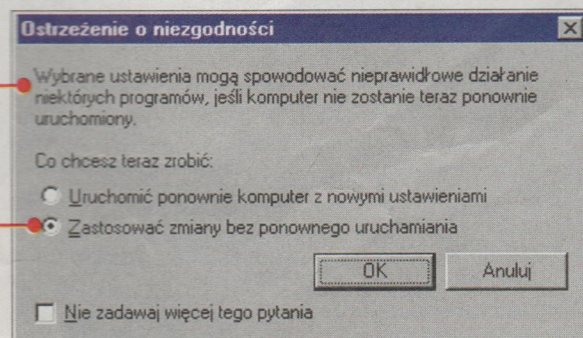 Ostrzeżenie o niezgodności
Wybrane ustawienia mogą spowodować nieprawidłowe działanie
niektórych programów, jeśli komputer nie zostanie teraz ponownie
uruchomiony.
Co chcesz teraz zrobić:
Uruchomić ponownie komputer z nowymi ustawieniami
Zastosować zmiany bez ponownego uruchamiania
OK
Anuluj
Nie zadawaj więcej tego pytania